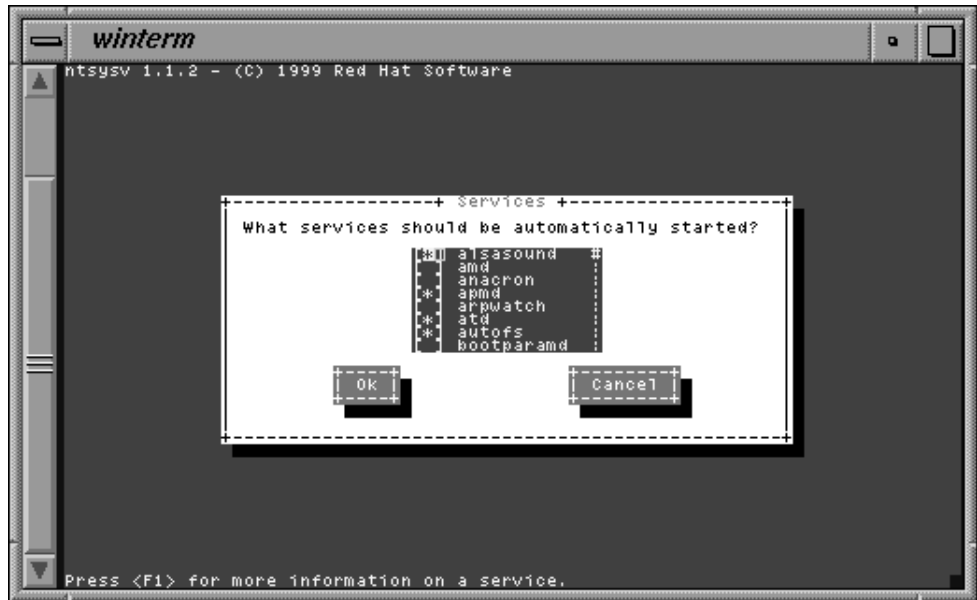 winterm
ntsysv 1.1.2 - (C) 1999 Red Hat Software
Services
What services should be automatically started?
[*] alsasound
[ ] amd
[ ] anacron
[*] apmd
[ ] arpwatch
[*] atd
[*] autofs
[ ] bootparamd
Ok Cancel
Press <F1> for more information on a service.